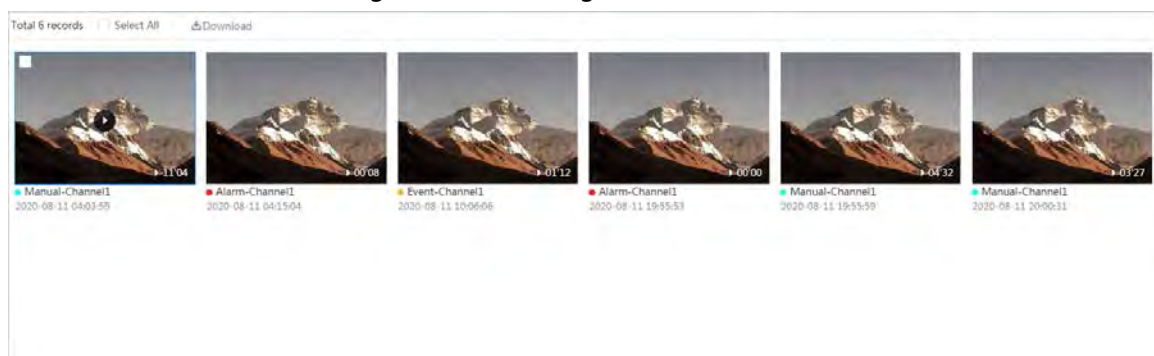 Total 6 records Select All Download
11:04 00:08 01:12 00:00 04:32 03:27
Manual-Channel1 Alarm-Channel1 Event-Channel1 Alarm-Channel1 Manual-Channel1 Manual-Channel1
2020-08-11 04:03:59 2020-08-11 04:15:04 2020-08-11 10:06:06 2020-08-11 19:55:53 2020-08-11 19:55:59 2020-08-11 20:00:31